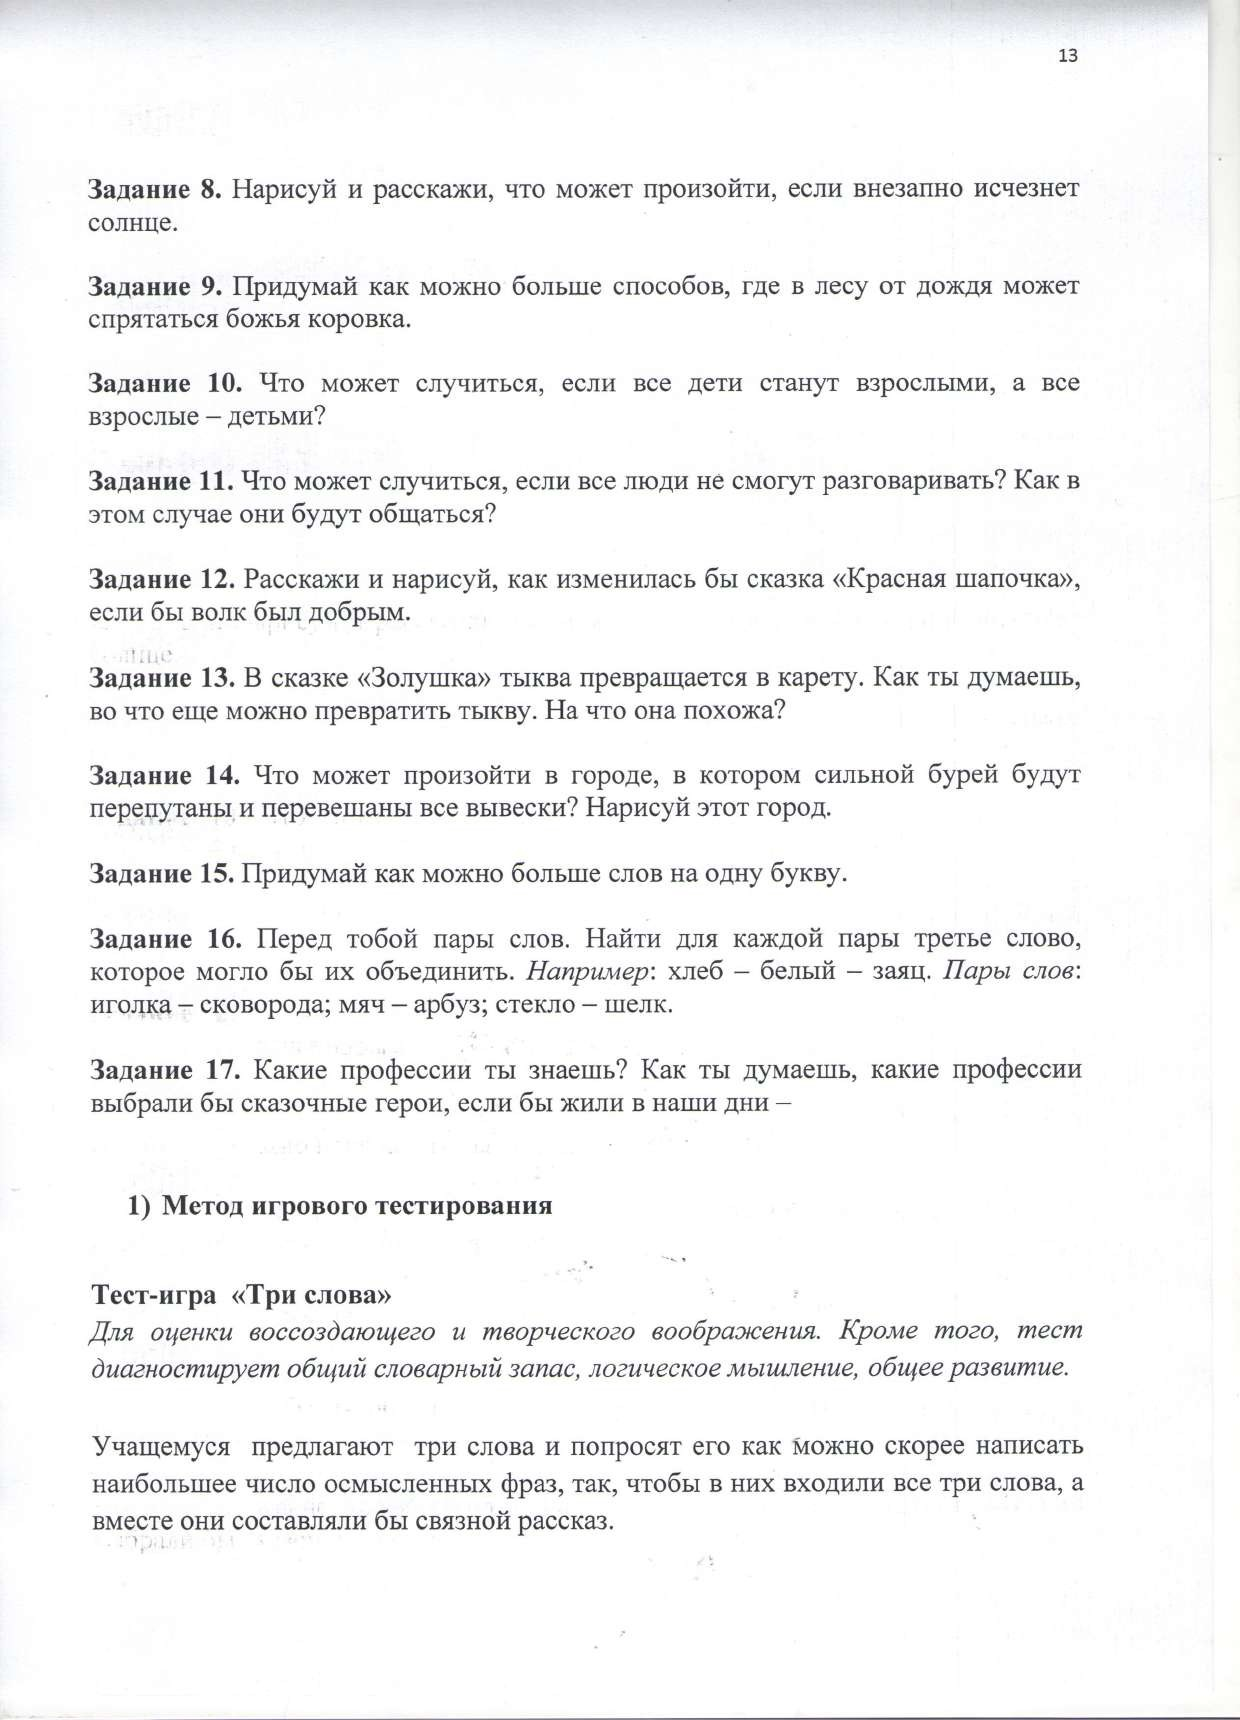 13
Задание 8. Нарисуй и расскажи, что может произойти, если внезапно исчезнет
солнце.
Задание 9. Придумай как можно больше способов, где в лесу от дождя может
спрятаться божья коровка.
Задание 10. Что может случиться, если все дети станут взрослыми, а все
взрослые – детьми?
Задание 11. Что может случиться, если все люди не смогут разговаривать? Как в
этом случае они будут общаться?
Задание 12. Расскажи и нарисуй, как изменилась бы сказка «Красная шапочка»,
если бы волк был добрым.
Задание 13. В сказке «Золушка» тыква превращается в карету. Как ты думаешь,
во что еще можно превратить тыкву. На что она похожа?
Задание 14. Что может произойти в городе, в котором сильной бурей будут
перепутаны и перевешаны все вывески? Нарисуй этот город.
Задание 15. Придумай как можно больше слов на одну букву.
Задание 16. Перед тобой пары слов. Найти для каждой пары третье слово,
которое могло бы их объединить. Например: хлеб – белый – заяц. Пары слов:
иголка – сковорода; мяч – арбуз; стекло – шелк.
Задание 17. Какие профессии ты знаешь? Как ты думаешь, какие профессии
выбрали бы сказочные герои, если бы жили в наши дни –
1) Метод игрового тестирования
Тест-игра «Три слова»
Для оценки воссоздающего и творческого воображения. Кроме того, тест
диагностирует общий словарный запас, логическое мышление, общее развитие.
Учащемуся предлагают три слова и попросят его как можно скорее написать
наибольшее число осмысленных фраз, так, чтобы в них входили все три слова, а
вместе они составляли бы связной рассказ.